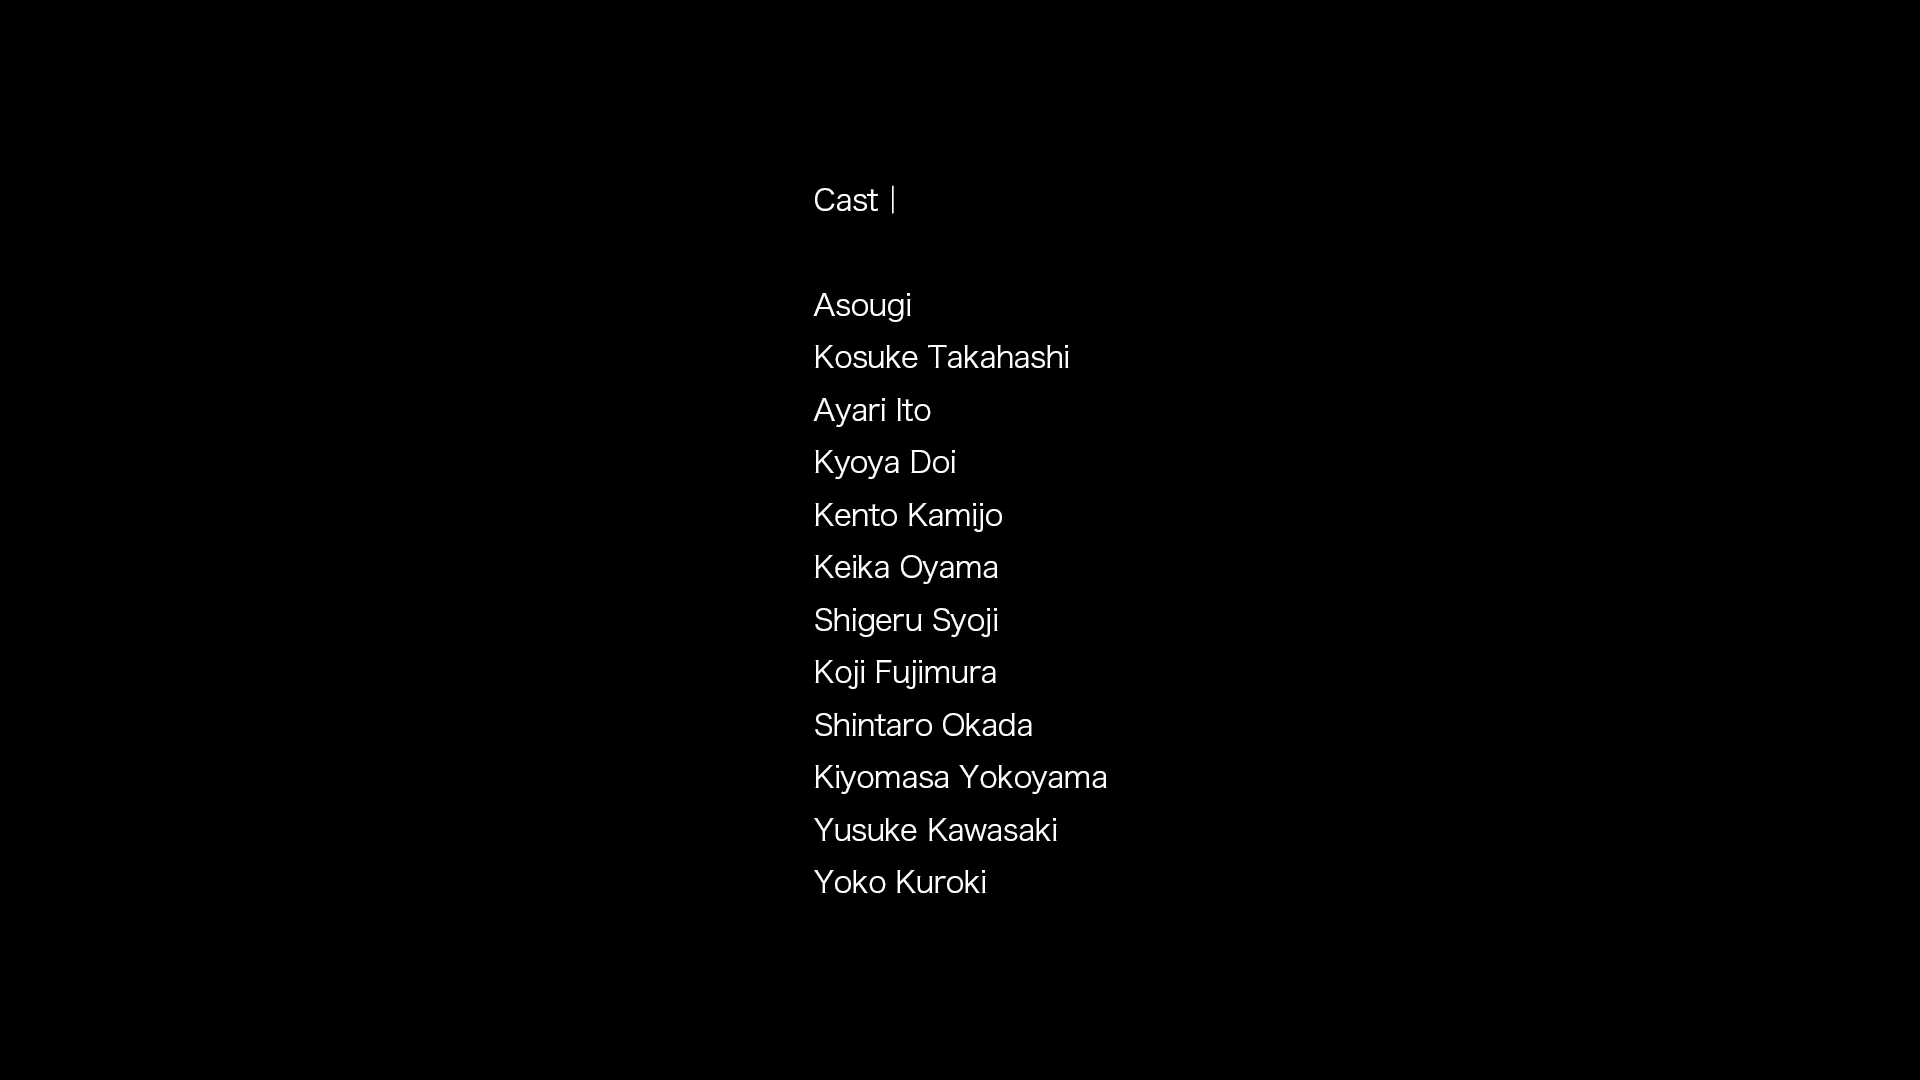 Cast |
Asougi
Kosuke Takahashi
Ayari Ito
Kyoya Doi
Kento Kamijo
Keika Oyama
Shigeru Syoji
Koji Fujimura
Shintaro Okada
Kiyomasa Yokoyama
Yusuke Kawasaki
Yoko Kuroki